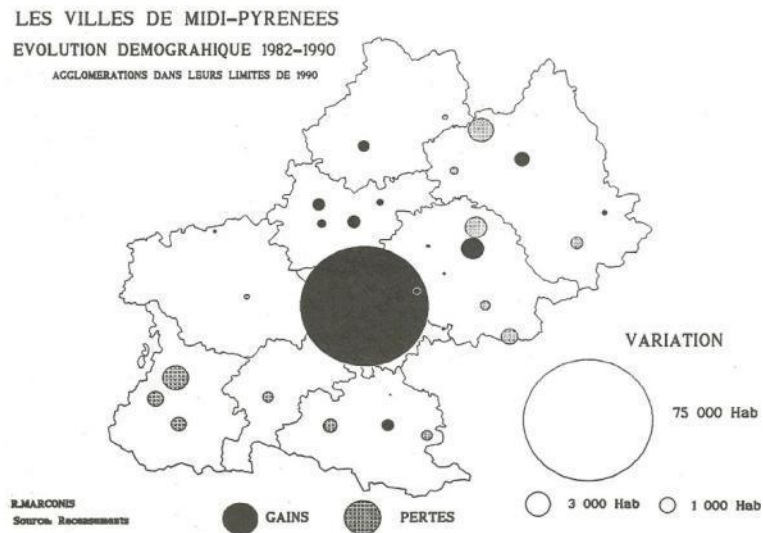 LES VILLES DE MIDI-PYRENEES
EVOLUTION DEMOGRAHIQUE 1982-1990
AGGLOMERATIONS DANS LEURS LIMITES DE 1990
VARIATION
75 000 Hab
3 000 Hab
1 000 Hab
R.MARCONIS
Source. Recensements
GAINS
PERTES